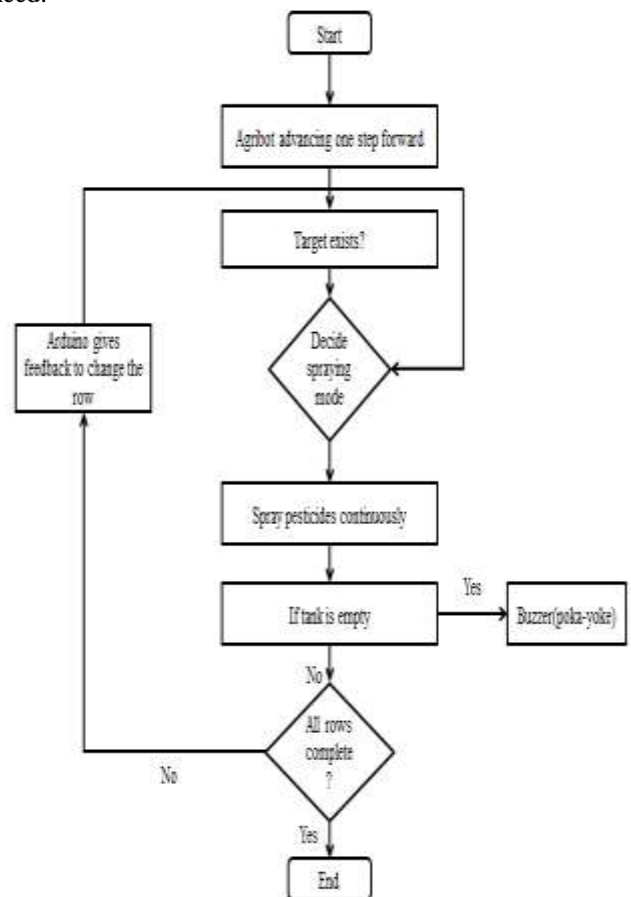 Start
Agribot advancing one step forward
Target exists?
Decide
spraying
mode
Arduino gives
feedback to change the
row
Spray pesticides continuously
If tank is empty
Yes
Buzzer(poka-yoke)
No
All rows
complete
?
No
Yes
End